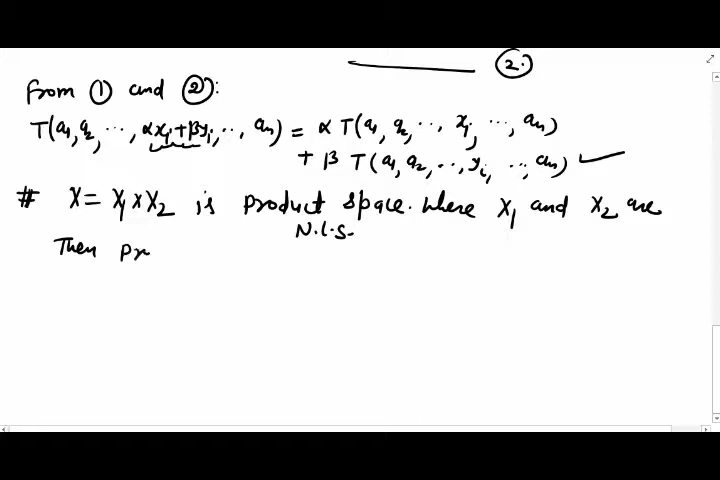 2.
From ① and ②:
T(a₁, a₂, ..., αxᵢ+βyᵢ, .., aₙ) = α T(a₁, a₂, .., xᵢ, ..., aₙ)
+ β T(a₁, a₂, .., yᵢ, .., aₙ)
# X = X₁ × X₂ is product space. where X₁ and X₂ are
N.L.S.
Then pr